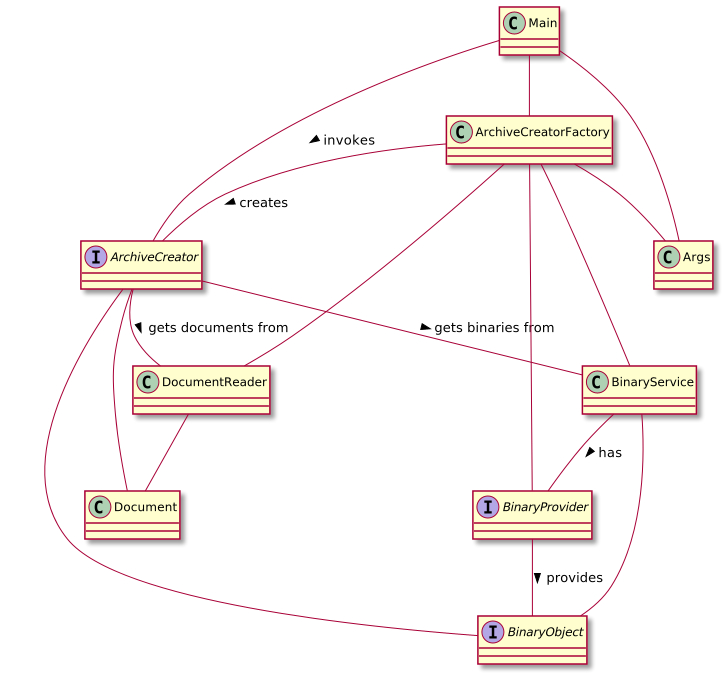 C Main
C ArchiveCreatorFactory
invokes
creates
I ArchiveCreator
C Args
gets documents from
gets binaries from
C DocumentReader
C BinaryService
has
C Document
I BinaryProvider
provides
I BinaryObject